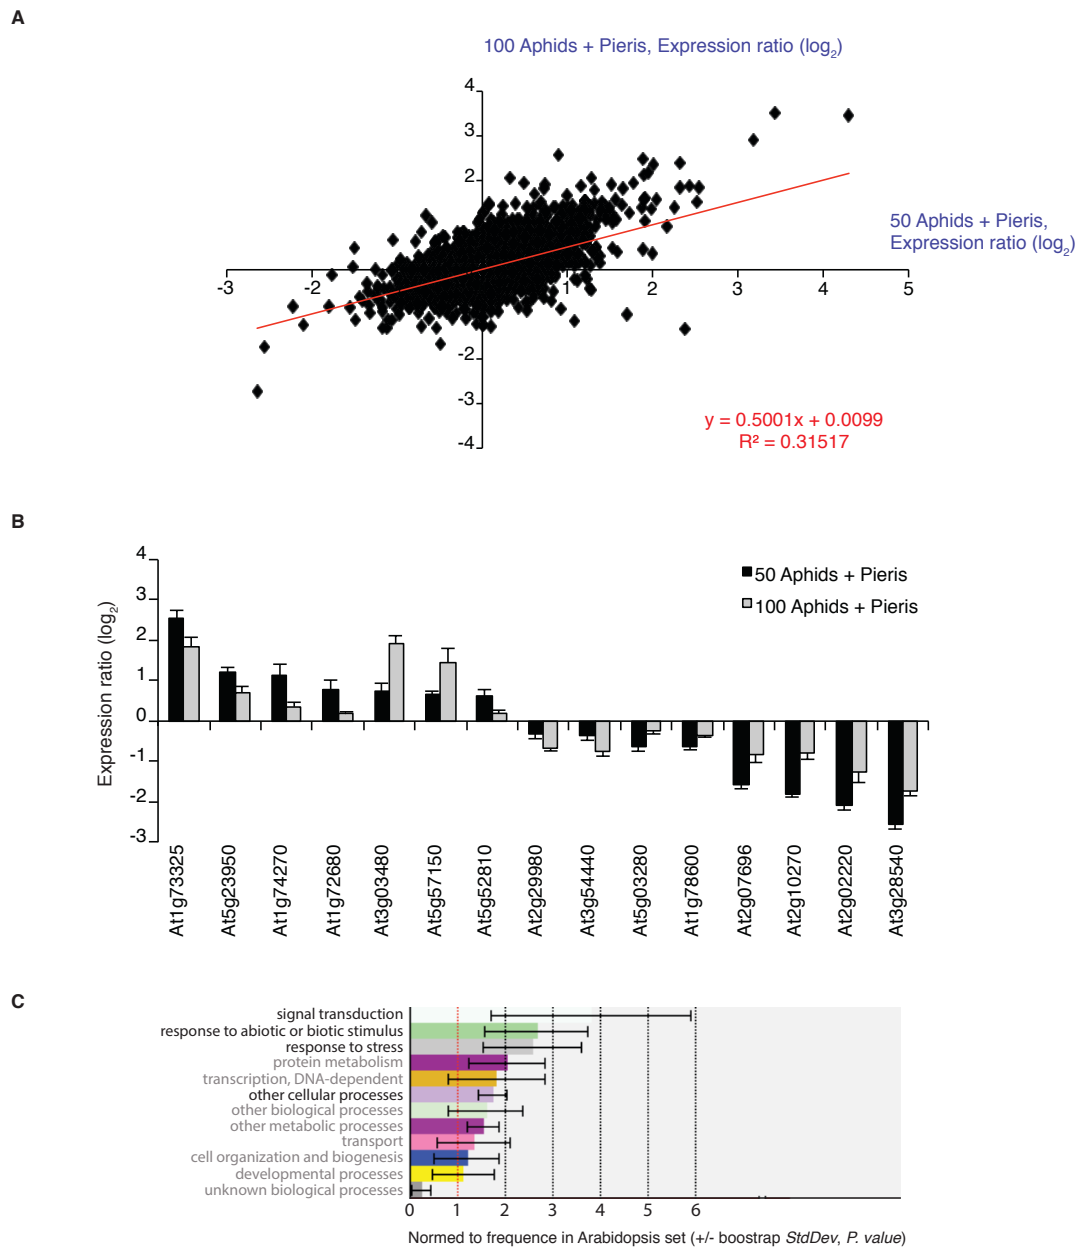 A
100 Aphids + Pieris, Expression ratio (log2)
4
3
2
50 Aphids + Pieris,
Expression ratio (log2)
-3 -2 1 2 3 4 5
-2
-3
-4
y = 0.5001x + 0.0099
R² = 0.31517
B
Expression ratio (log2)
4
3
2
1
0
-1
-2
-3
50 Aphids + Pieris
100 Aphids + Pieris
At1g73325
At5g23950
At1g74270
At1g72680
At3g03480
At5g57150
At5g52810
At2g29980
At3g54440
At5g03280
At1g78600
At2g07696
At2g10270
At2g02220
At3g28540
C
signal transduction
response to abiotic or biotic stimulus
response to stress
protein metabolism
transcription, DNA-dependent
other cellular processes
other biological processes
other metabolic processes
transport
cell organization and biogenesis
developmental processes
unknown biological processes
0 1 2 3 4 5 6
Normed to frequence in Arabidopsis set (+/- boostrap StdDev, P. value)